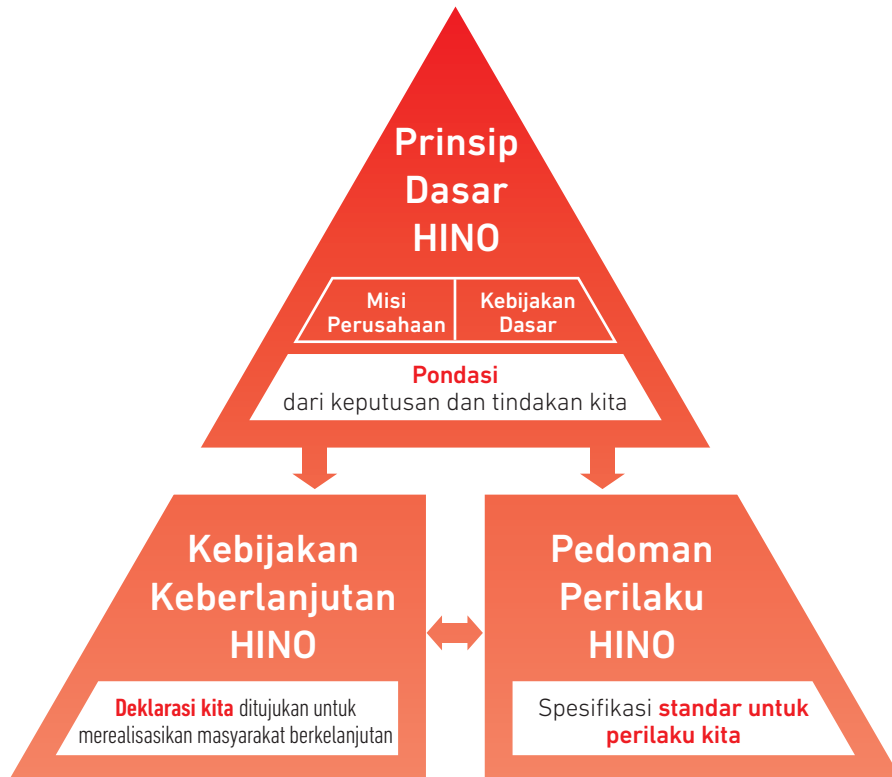 Prinsip
Dasar
HINO
Misi
Perusahaan
Kebijakan
Dasar
Pondasi
dari keputusan dan tindakan kita
Kebijakan
Keberlanjutan
HINO
Deklarasi kita ditujukan untuk
merealisasikan masyarakat berkelanjutan
Pedoman
Perilaku
HINO
Spesifikasi standar untuk
perilaku kita